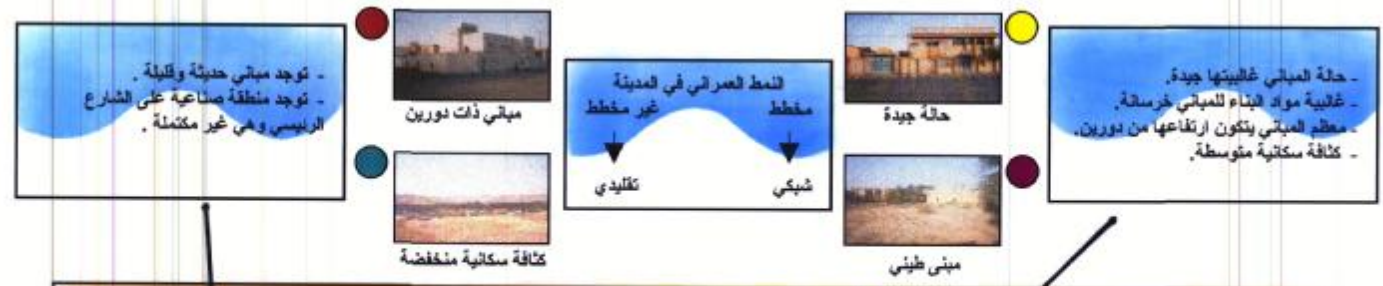 - حالة المباني غالبيتها جيدة.
- غالبية مواد البناء للمباني خرسانة.
- معظم المباني يتكون ارتفاعها من دورين.
- كثافة سكانية متوسطة.
حالة جيدة
مبنى طيني
النمط العمراني في المدينة
مخطط
غير مخطط
شبكي
تقليدي
مباني ذات دورين
كثافة سكانية منخفضة
- توجد مباني حديثة وقليلة .
- توجد منطقة صناعية على الشارع
الرئيسي وهي غير مكتملة .